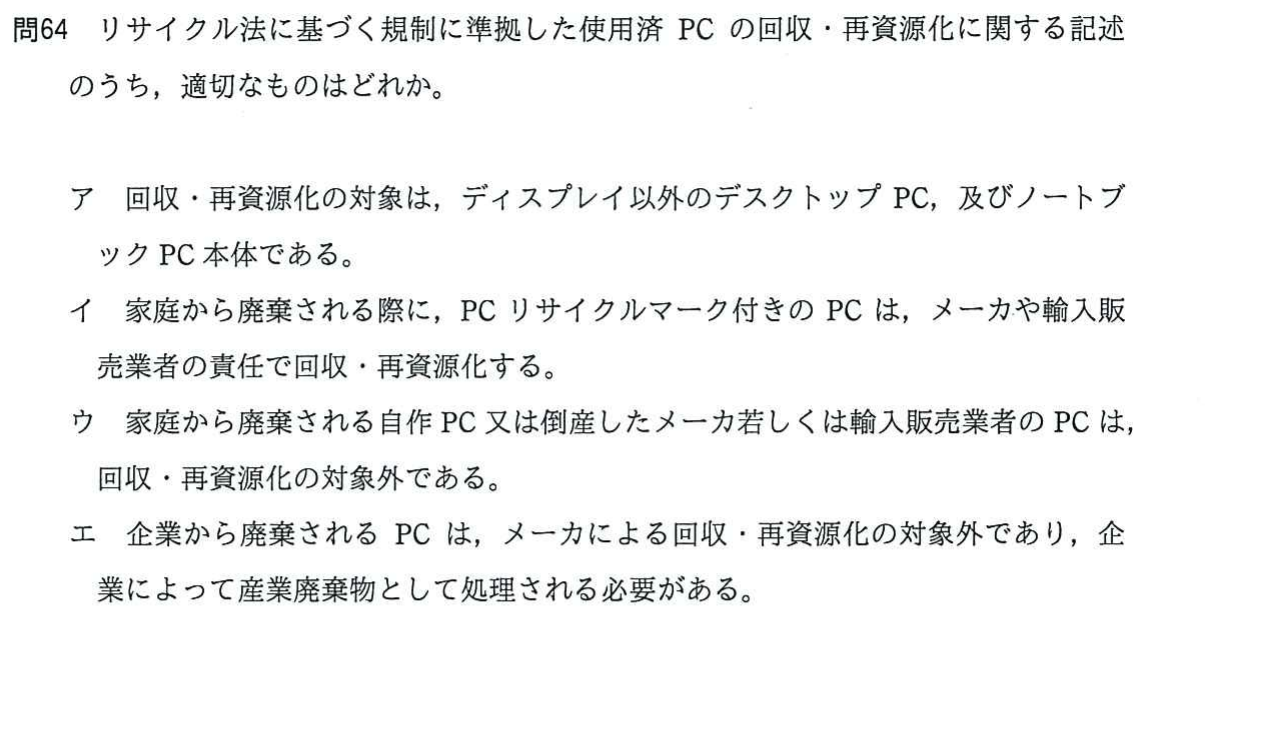 問64 リサイクル法に基づく規制に準拠した使用済 PC の回収・再資源化に関する記述
のうち，適切なものはどれか。
ア 回収・再資源化の対象は，ディスプレイ以外のデスクトップ PC，及びノートブ
ック PC 本体である。
イ 家庭から廃棄される際に，PC リサイクルマーク付きの PC は，メーカや輸入販
売業者の責任で回収・再資源化する。
ウ 家庭から廃棄される自作 PC 又は倒産したメーカ若しくは輸入販売業者の PC は，
回収・再資源化の対象外である。
エ 企業から廃棄される PC は，メーカによる回収・再資源化の対象外であり，企
業によって産業廃棄物として処理される必要がある。